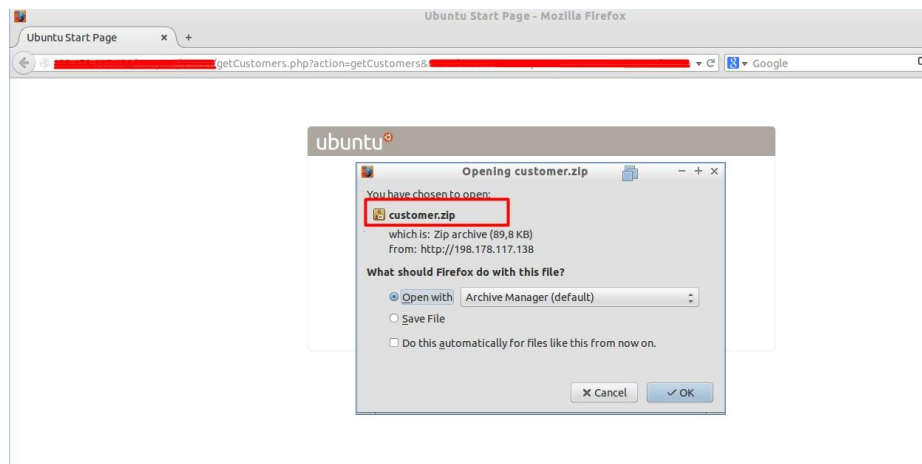 Ubuntu Start Page - Mozilla Firefox
Ubuntu Start Page × +
/getCustomers.php?action=getCustomers& Google
ubuntu
Opening customer.zip - + ×
You have chosen to open:
customer.zip
which is: Zip archive (89,8 KB)
from: http://198.178.117.138
What should Firefox do with this file?
Open with Archive Manager (default)
Save File
Do this automatically for files like this from now on.
Cancel OK